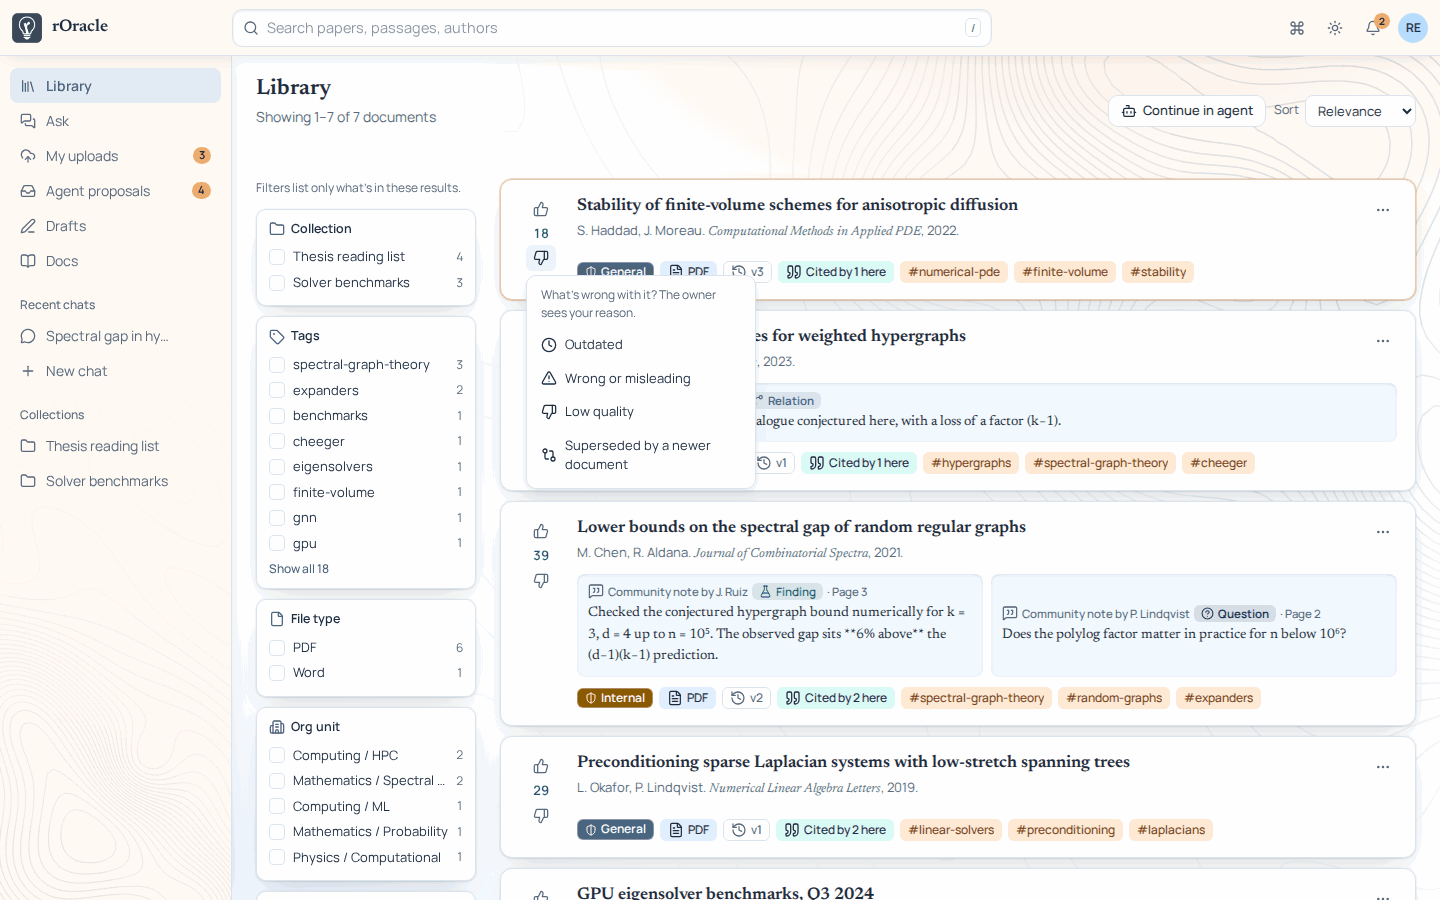 rOracle
Search papers, passages, authors
/
2
RE
Library
Ask
My uploads
3
Agent proposals
4
Drafts
Docs
Recent chats
Spectral gap in hy...
New chat
Collections
Thesis reading list
Solver benchmarks
Library
Showing 1–7 of 7 documents
Continue in agent
Sort
Relevance
Filters list only what's in these results.
Collection
Thesis reading list 4
Solver benchmarks 3
Tags
spectral-graph-theory 3
expanders 2
benchmarks 1
cheeger 1
eigensolvers 1
finite-volume 1
gnn 1
gpu 1
Show all 18
File type
PDF 6
Word 1
Org unit
Computing / HPC 2
Mathematics / Spectral ... 2
Computing / ML 1
Mathematics / Probability 1
Physics / Computational 1
18
Stability of finite-volume schemes for anisotropic diffusion
S. Haddad, J. Moreau. Computational Methods in Applied PDE, 2022.
General PDF v3 Cited by 1 here #numerical-pde #finite-volume #stability
What's wrong with it? The owner
sees your reason.
Outdated
Wrong or misleading
Low quality
Superseded by a newer
document
es for weighted hypergraphs
, 2023.
Relation
alogue conjectured here, with a loss of a factor (k−1).
v1 Cited by 1 here #hypergraphs #spectral-graph-theory #cheeger
39
Lower bounds on the spectral gap of random regular graphs
M. Chen, R. Aldana. Journal of Combinatorial Spectra, 2021.
Community note by J. Ruiz Finding · Page 3
Checked the conjectured hypergraph bound numerically for k =
3, d = 4 up to n = 10⁵. The observed gap sits **6% above** the
(d−1)(k−1) prediction.
Community note by P. Lindqvist Question · Page 2
Does the polylog factor matter in practice for n below 10⁶?
Internal PDF v2 Cited by 2 here #spectral-graph-theory #random-graphs #expanders
29
Preconditioning sparse Laplacian systems with low-stretch spanning trees
L. Okafor, P. Lindqvist. Numerical Linear Algebra Letters, 2019.
General PDF v1 Cited by 2 here #linear-solvers #preconditioning #laplacians
GPU eigensolver benchmarks, Q3 2024